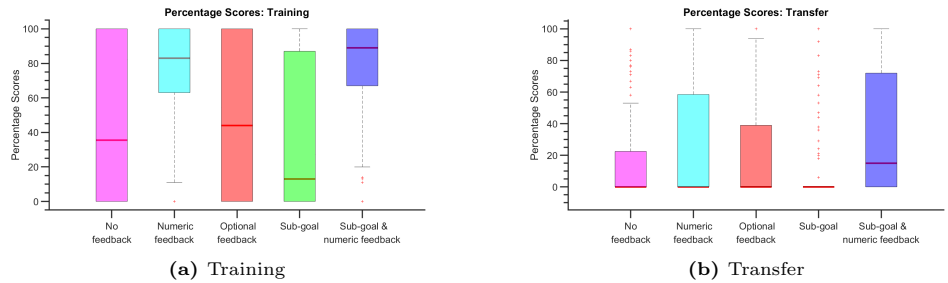 Percentage Scores: Training
Percentage Scores
100
80
60
40
20
0
No feedback
Numeric feedback
Optional feedback
Sub-goal
Sub-goal & numeric feedback
(a) Training
Percentage Scores: Transfer
Percentage Scores
100
80
60
40
20
0
No feedback
Numeric feedback
Optional feedback
Sub-goal
Sub-goal & numeric feedback
(b) Transfer